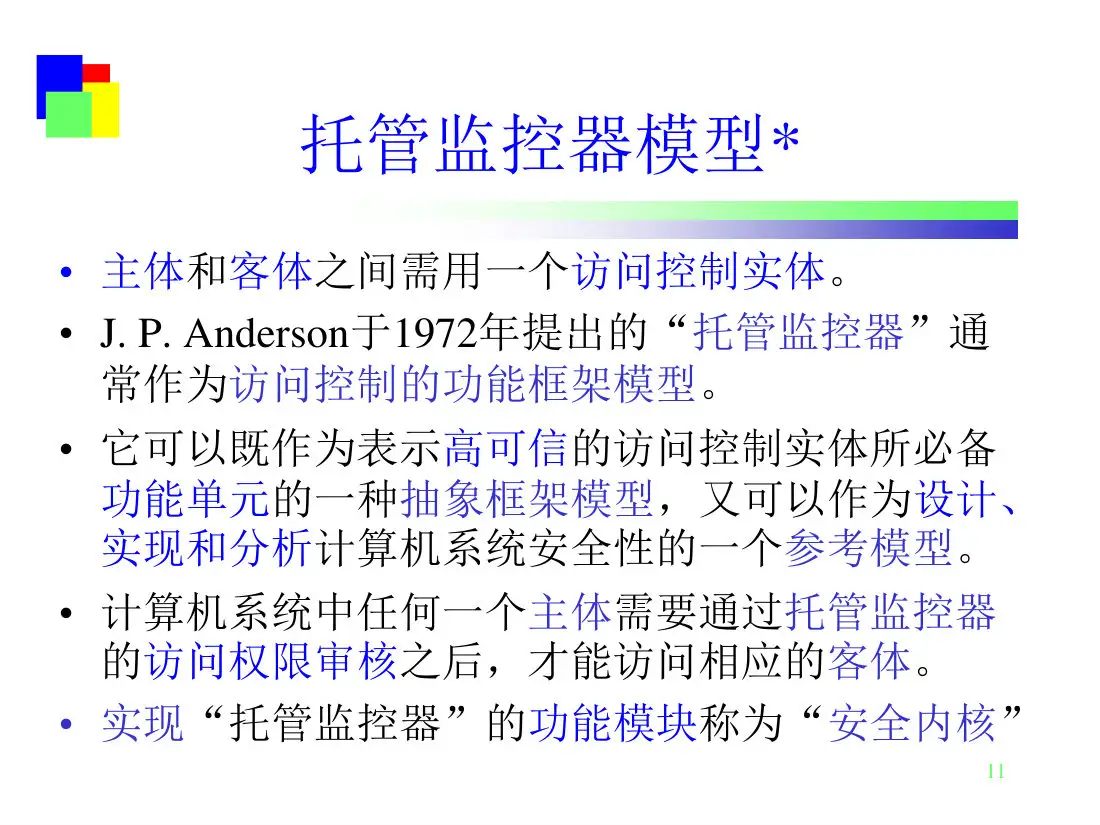 托管监控器模型*
• 主体和客体之间需用一个访问控制实体。
• J. P. Anderson于1972年提出的“托管监控器”通
常作为访问控制的功能框架模型。
• 它可以既作为表示高可信的访问控制实体所必备
功能单元的一种抽象框架模型，又可以作为设计、
实现和分析计算机系统安全性的一个参考模型。
• 计算机系统中任何一个主体需要通过托管监控器
的访问权限审核之后，才能访问相应的客体。
• 实现“托管监控器”的功能模块称为“安全内核”
11